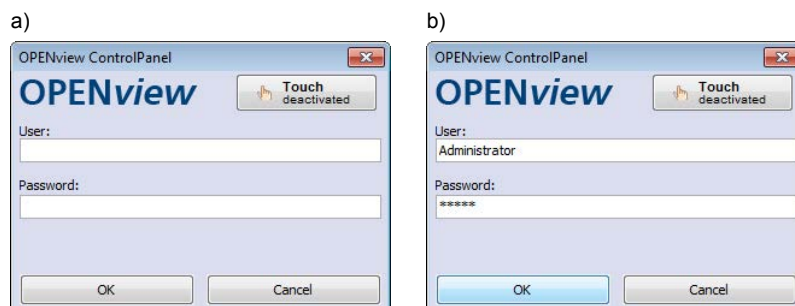 a)
OPENview ControlPanel
OPENview
Touch
deactivated
User:
Password:
OK Cancel
b)
OPENview ControlPanel
OPENview
Touch
deactivated
User:
Administrator
Password:
*****
OK Cancel